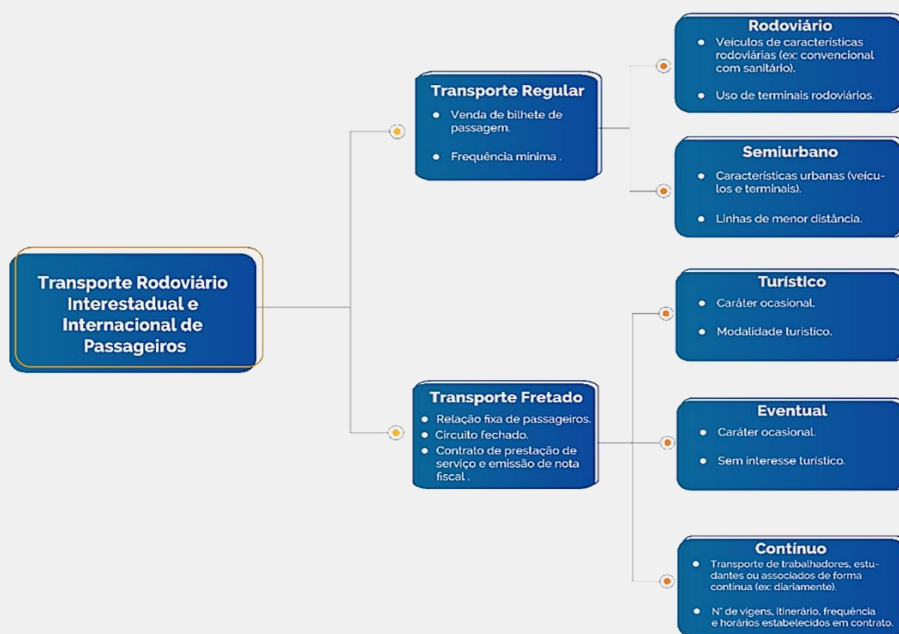 Transporte Rodoviário
Interestadual e
Internacional de
Passageiros
Transporte Regular
• Venda de bilhete de
passagem.
• Frequência mínima .
Rodoviário
• Veículos de características
rodoviárias (ex: convencional
com sanitário).
• Uso de terminais rodoviários.
Semiurbano
• Características urbanas (veícu-
los e terminais).
• Linhas de menor distância.
Transporte Fretado
• Relação fixa de passageiros.
• Circuito fechado.
• Contrato de prestação de
serviço e emissão de nota
fiscal .
Turístico
• Caráter ocasional.
• Modalidade turístico.
Eventual
• Caráter ocasional.
• Sem interesse turístico.
Contínuo
• Transporte de trabalhadores, estu-
dantes ou associados de forma
contínua (ex: diariamente).
• N° de vigens, itinerário, frequência
e horários estabelecidos em contrato.